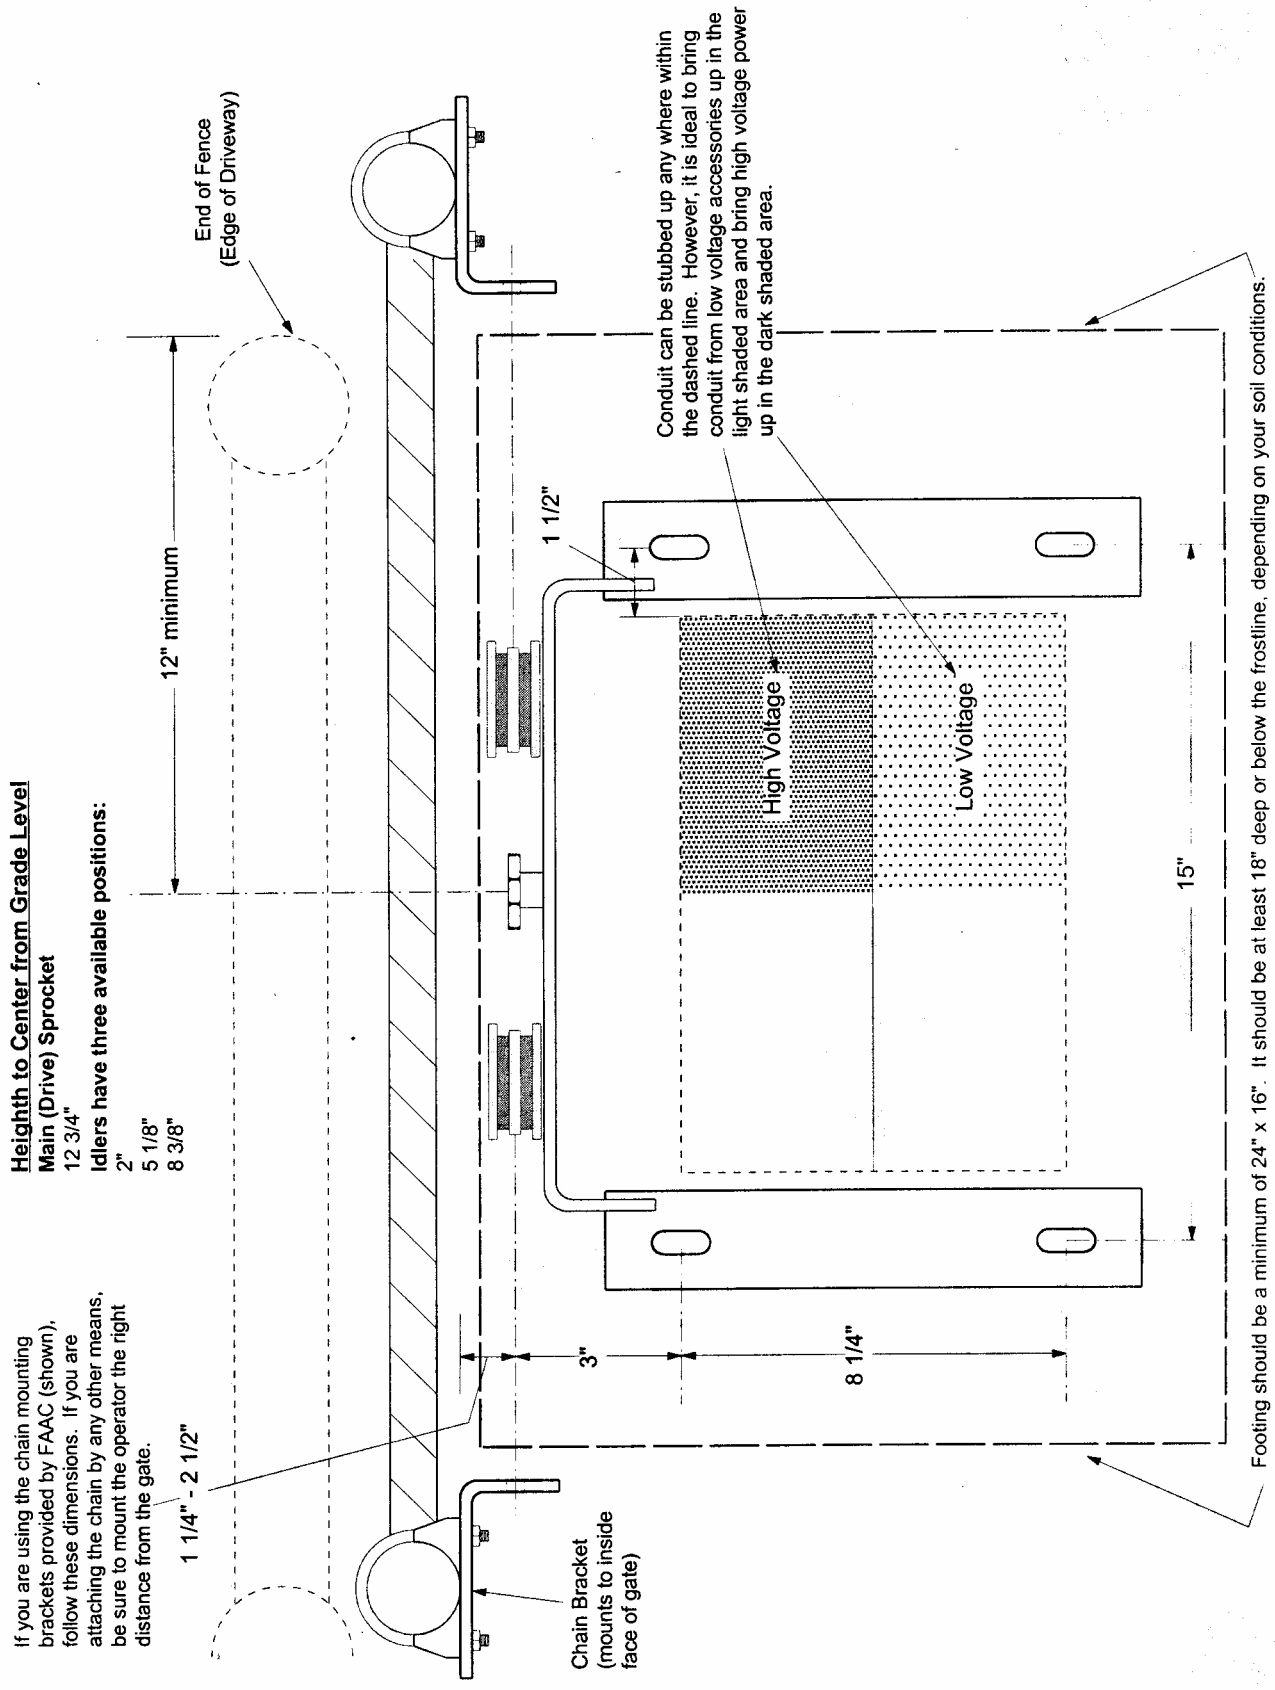 If you are using the chain mounting
brackets provided by FAAC (shown),
follow these dimensions.  If you are
attaching the chain by any other means,
be sure to mount the operator the right
distance from the gate.
1 1/4" - 2 1/2"
Heighth to Center from Grade Level
Main (Drive) Sprocket
12 3/4"
Idlers have three available positions:
2"
5 1/8"
8 3/8"
12" minimum
End of Fence
(Edge of Driveway)
Chain Bracket
(mounts to inside
face of gate)
3"
8 1/4"
1 1/2"
Conduit can be stubbed up any where within
the dashed line.  However, it is ideal to bring
conduit from low voltage accessories up in the
light shaded area and bring high voltage power
up in the dark shaded area.
High Voltage
Low Voltage
15"
Footing should be a minimum of 24" x 16".  It should be at least 18" deep or below the frostline, depending on your soil conditions.